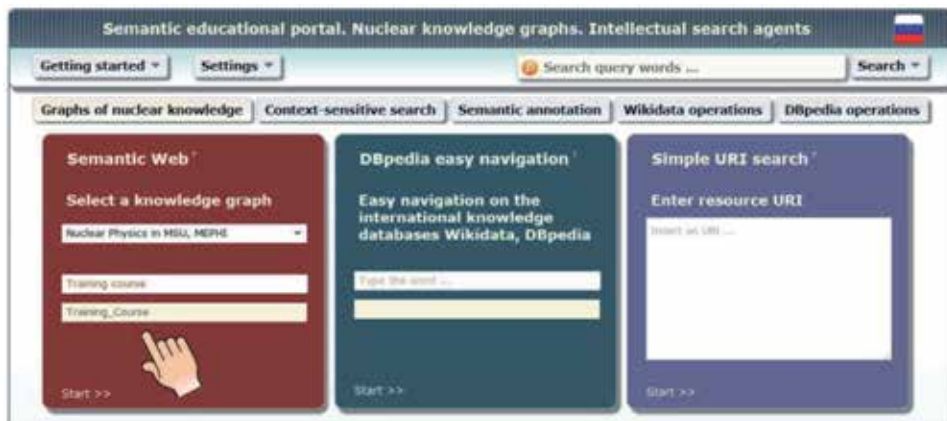 Semantic educational portal. Nuclear knowledge graphs. Intellectual search agents
Getting started
Settings
Search query words ...
Search
Graphs of nuclear knowledge
Context-sensitive search
Semantic annotation
Wikidata operations
DBpedia operations
Semantic Web
Select a knowledge graph
Nuclear Physics in MSU, MEPHI
Training course
Training_Course
Start >>
DBpedia easy navigation
Easy navigation on the
international knowledge
databases Wikidata, DBpedia
Type the word ...
Start >>
Simple URI search
Enter resource URI
Insert an URI ...
Start >>